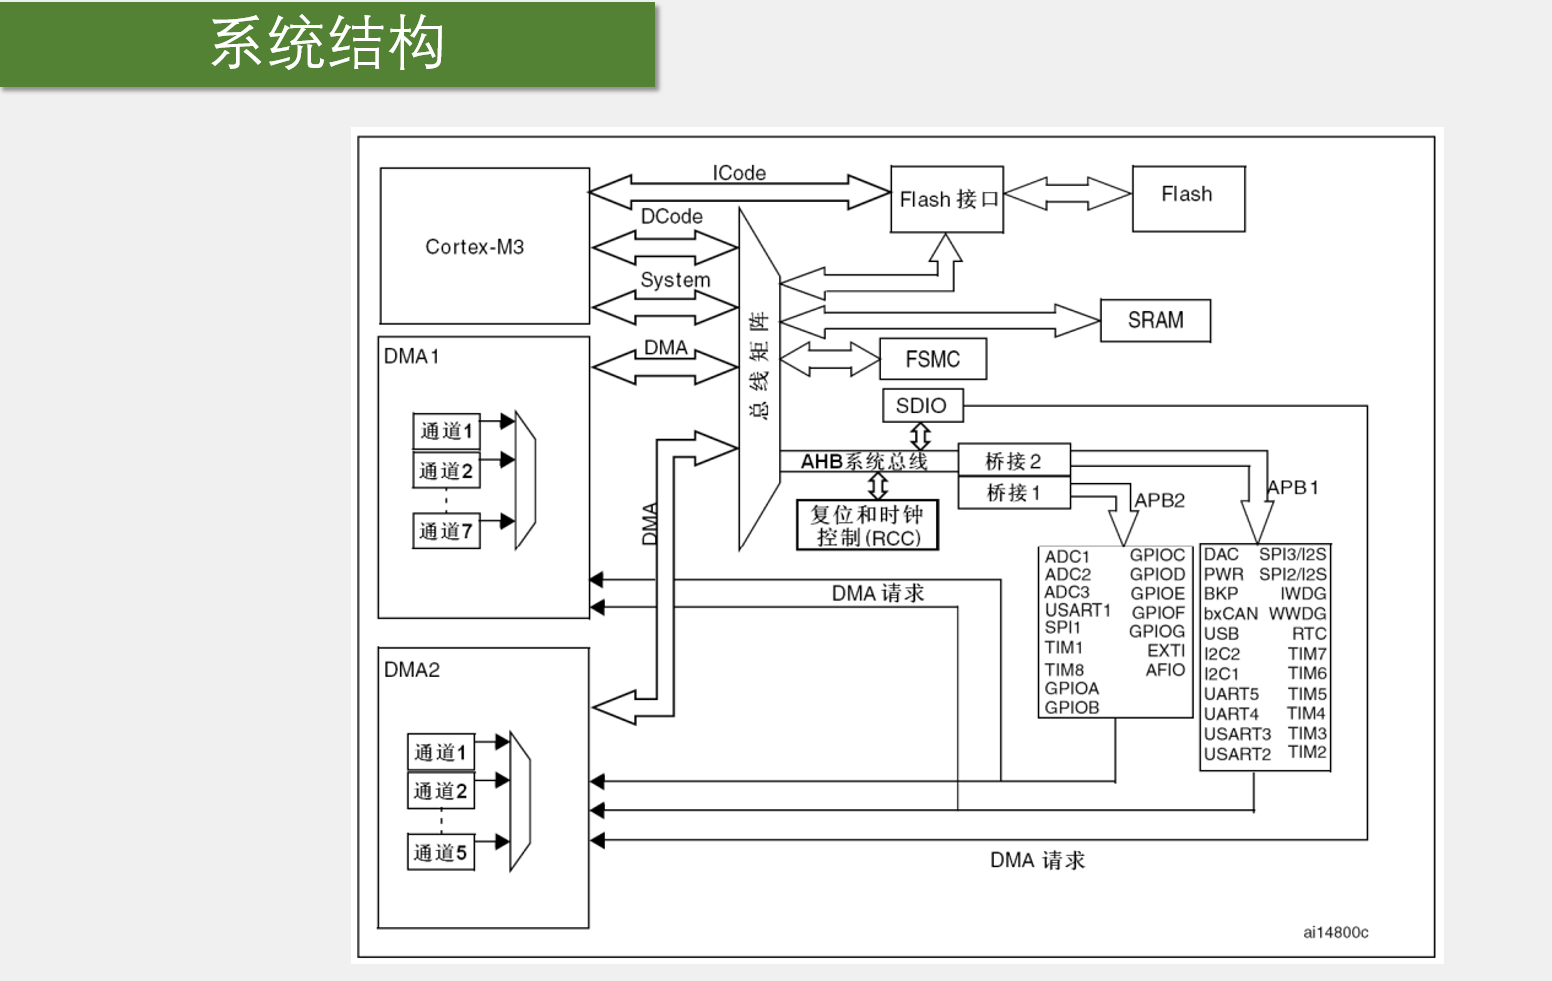 系统结构
ICode
Cortex-M3
Flash 接口
Flash
DCode
System
总线矩阵
SRAM
DMA
FSMC
DMA1
通道1
通道2
通道7
SDIO
AHB系统总线
桥接2
桥接1
APB2
APB1
复位和时钟
控制(RCC)
DMA
ADC1 GPIOC
ADC2 GPIOD
ADC3 GPIOE
USART1 GPIOF
SPI1 GPIOG
TIM1 EXTI
TIM8 AFIO
GPIOA
GPIOB
DAC SPI3/I2S
PWR SPI2/I2S
BKP IWDG
bxCAN WWDG
USB RTC
I2C2 TIM7
I2C1 TIM6
UART5 TIM5
UART4 TIM4
USART3 TIM3
USART2 TIM2
DMA 请求
DMA2
通道1
通道2
通道5
DMA 请求
ai14800c